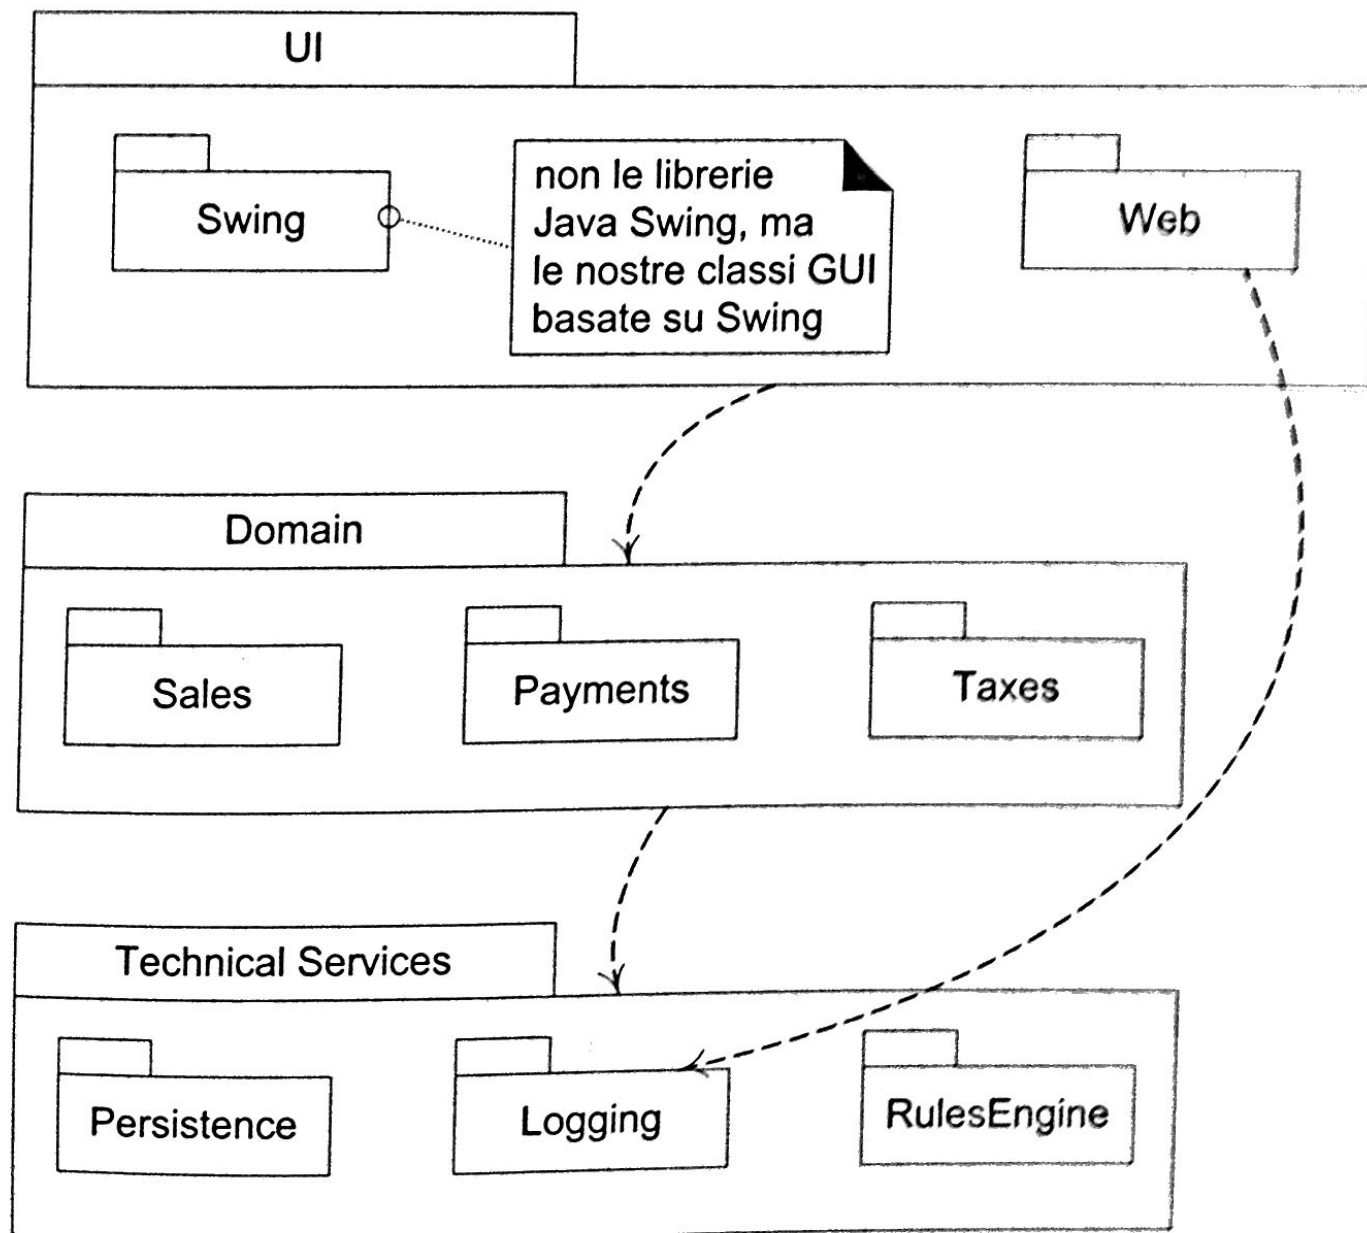 UI
Swing
non le librerie
Java Swing, ma
le nostre classi GUI
basate su Swing
Web
Domain
Sales
Payments
Taxes
Technical Services
Persistence
Logging
RulesEngine